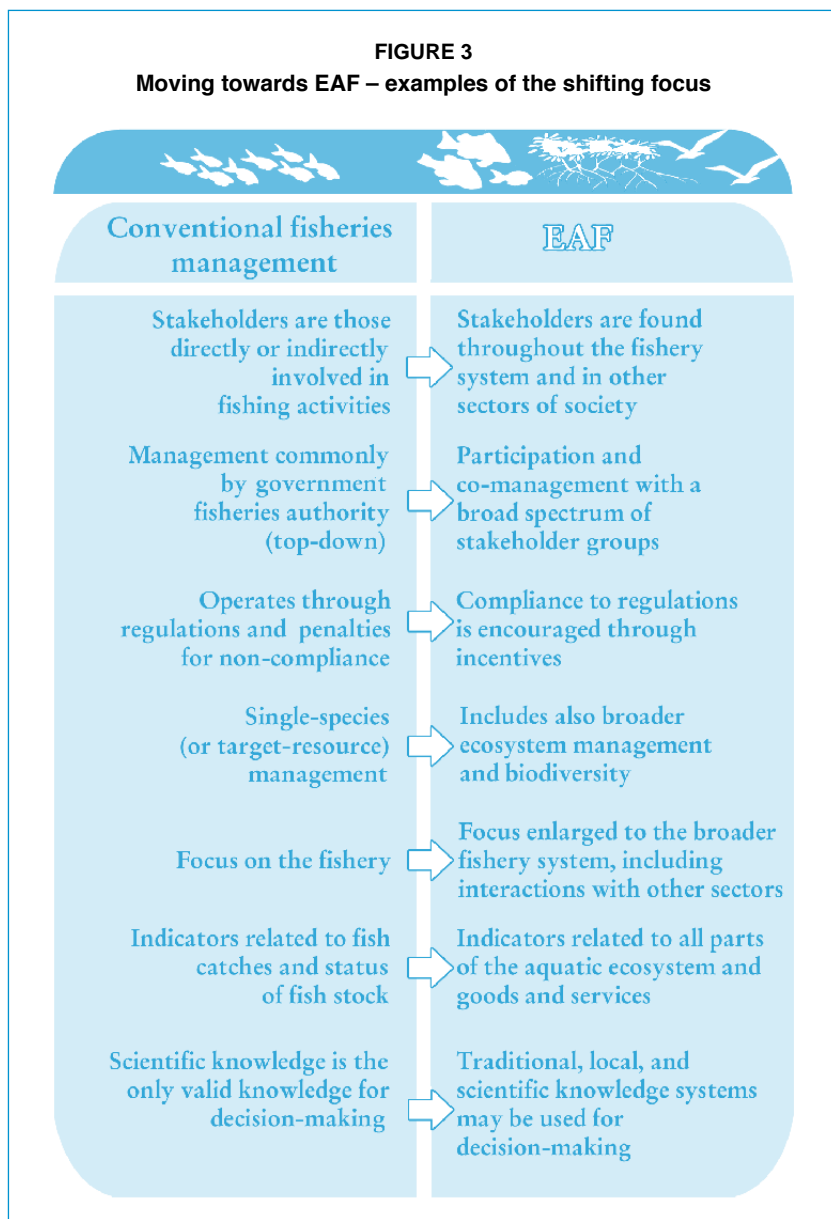 FIGURE 3
Moving towards EAF – examples of the shifting focus
Conventional fisheries
management
EAF
Stakeholders are those
directly or indirectly
involved in
fishing activities
Stakeholders are found
throughout the fishery
system and in other
sectors of society
Management commonly
by government
fisheries authority
(top-down)
Participation and
co-management with a
broad spectrum of
stakeholder groups
Operates through
regulations and penalties
for non-compliance
Compliance to regulations
is encouraged through
incentives
Single-species
(or target-resource)
management
Includes also broader
ecosystem management
and biodiversity
Focus on the fishery
Focus enlarged to the broader
fishery system, including
interactions with other sectors
Indicators related to fish
catches and status
of fish stock
Indicators related to all parts
of the aquatic ecosystem and
goods and services
Scientific knowledge is the
only valid knowledge for
decision-making
Traditional, local, and
scientific knowledge systems
may be used for
decision-making